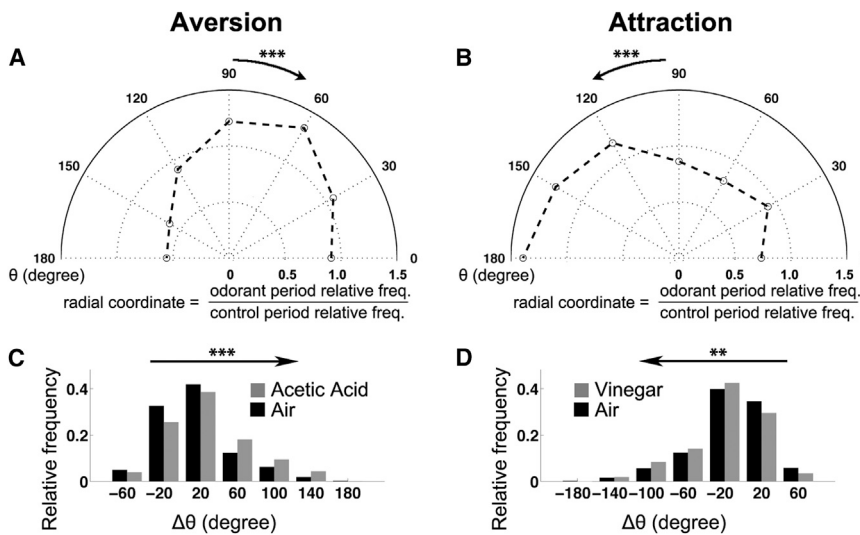 Aversion
Attraction
A
***
90
120
60
150
30
180
0
θ (degree)
0
0.5
1.0
1.5
radial coordinate = odorant period relative freq.
control period relative freq.
B
***
90
120
60
150
30
180
0
θ (degree)
0
0.5
1.0
1.5
radial coordinate = odorant period relative freq.
control period relative freq.
C
***
Relative frequency
0.4
0.2
0
Acetic Acid
Air
−60 −20 20 60 100 140 180
Δθ (degree)
D
**
Relative frequency
0.4
0.2
0
Vinegar
Air
−180 −140 −100 −60 −20 20 60
Δθ (degree)